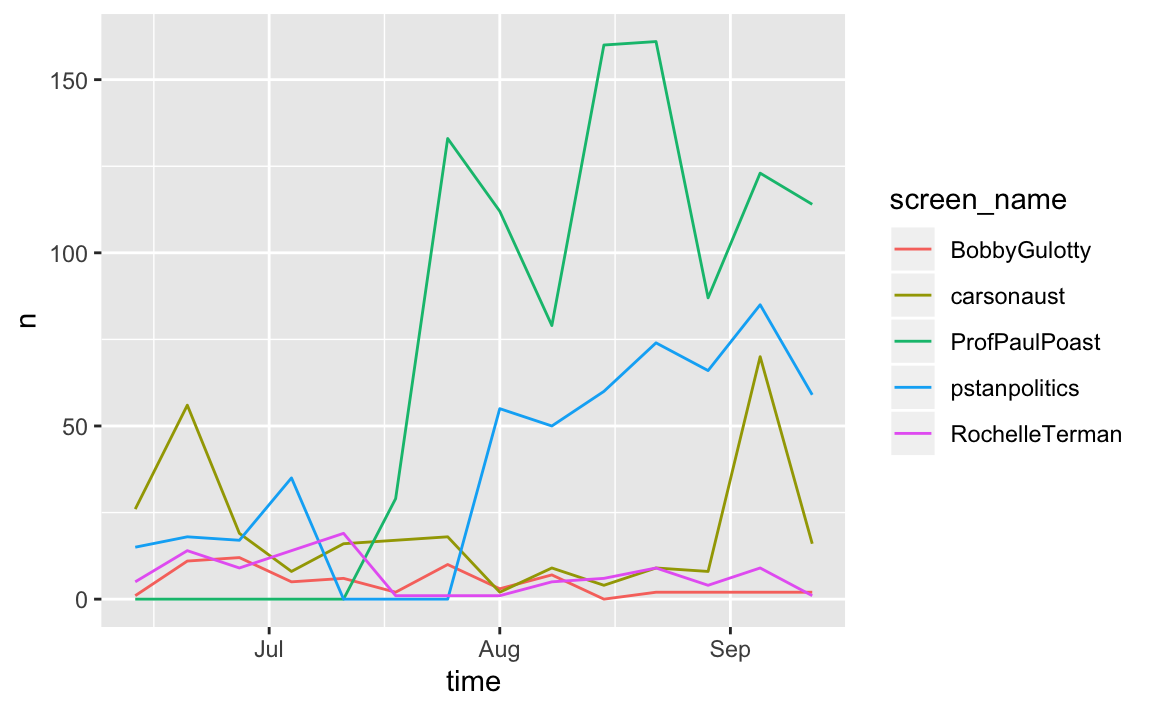 150
100
50
0
n
Jul Aug Sep
time
screen_name
BobbyGulotty
carsonaust
ProfPaulPoast
pstanpolitics
RochelleTerman